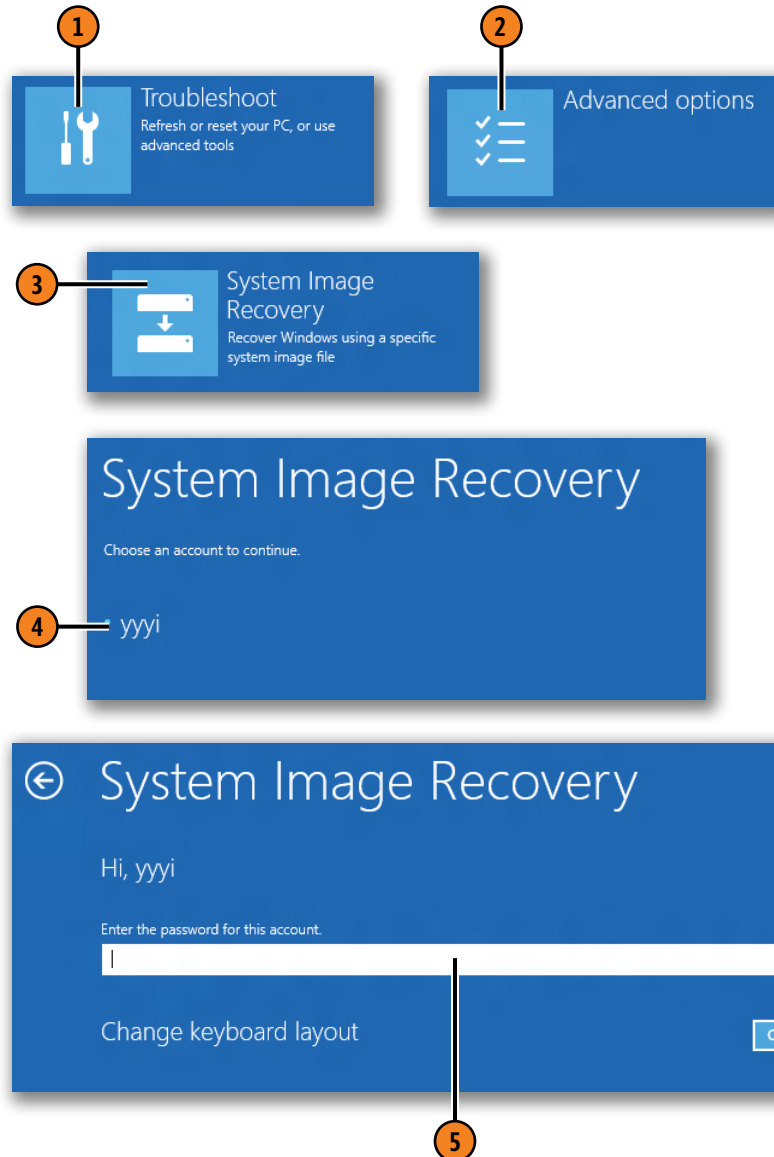 1
2
Troubleshoot
Refresh or reset your PC, or use
advanced tools
Advanced options
3
System Image
Recovery
Recover Windows using a specific
system image file
System Image Recovery
Choose an account to continue.
4
yyyi
System Image Recovery
Hi, yyyi
Enter the password for this account.
Change keyboard layout
5